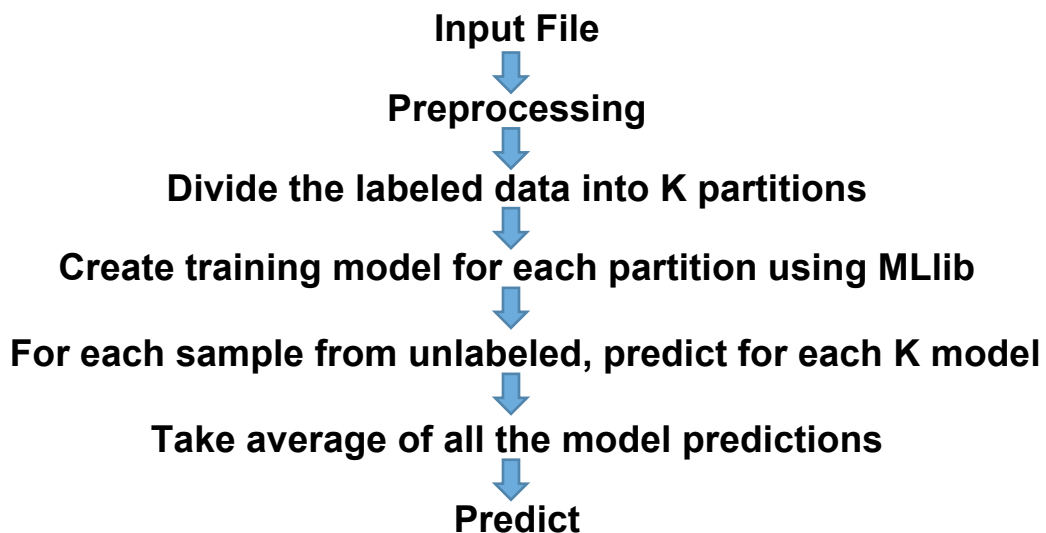 Input File
Preprocessing
Divide the labeled data into K partitions
Create training model for each partition using MLlib
For each sample from unlabeled, predict for each K model
Take average of all the model predictions
Predict